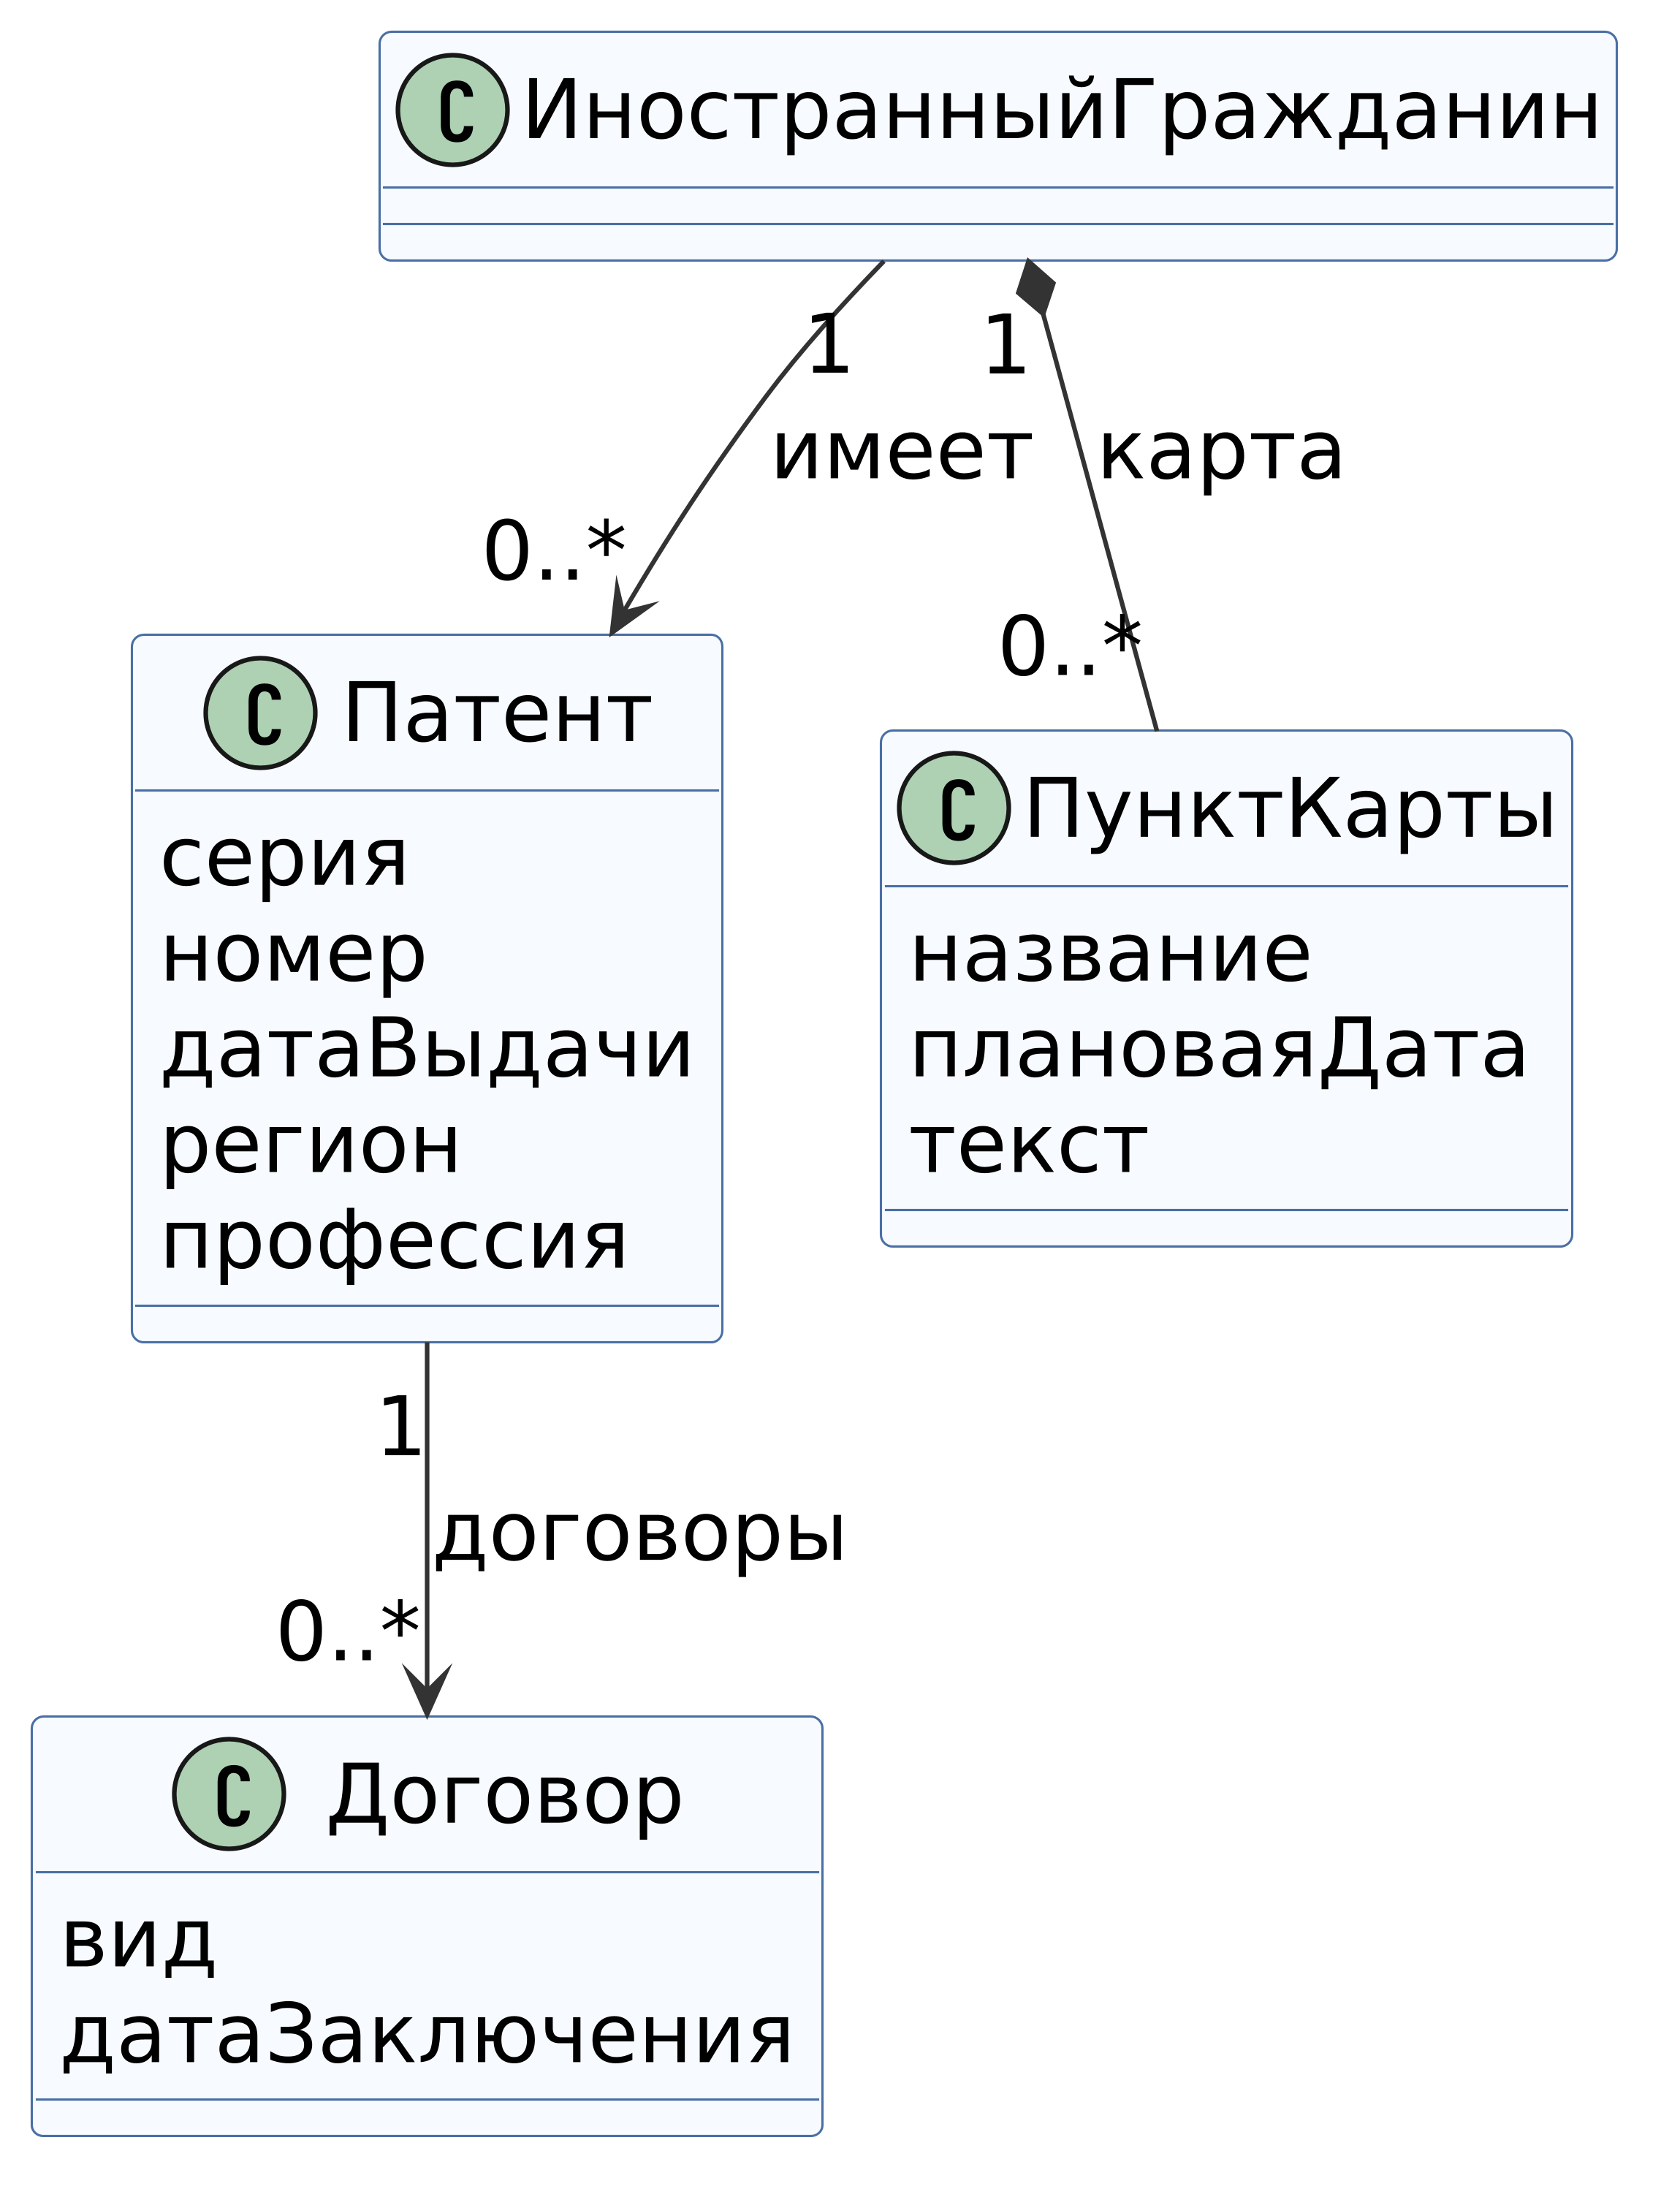 C ИностранныйГражданин
1
1
имеет
карта
0..*
0..*
C Патент
серия
номер
датаВыдачи
регион
профессия
C ПунктКарты
название
плановаяДата
текст
1
договоры
0..*
C Договор
вид
датаЗаключения